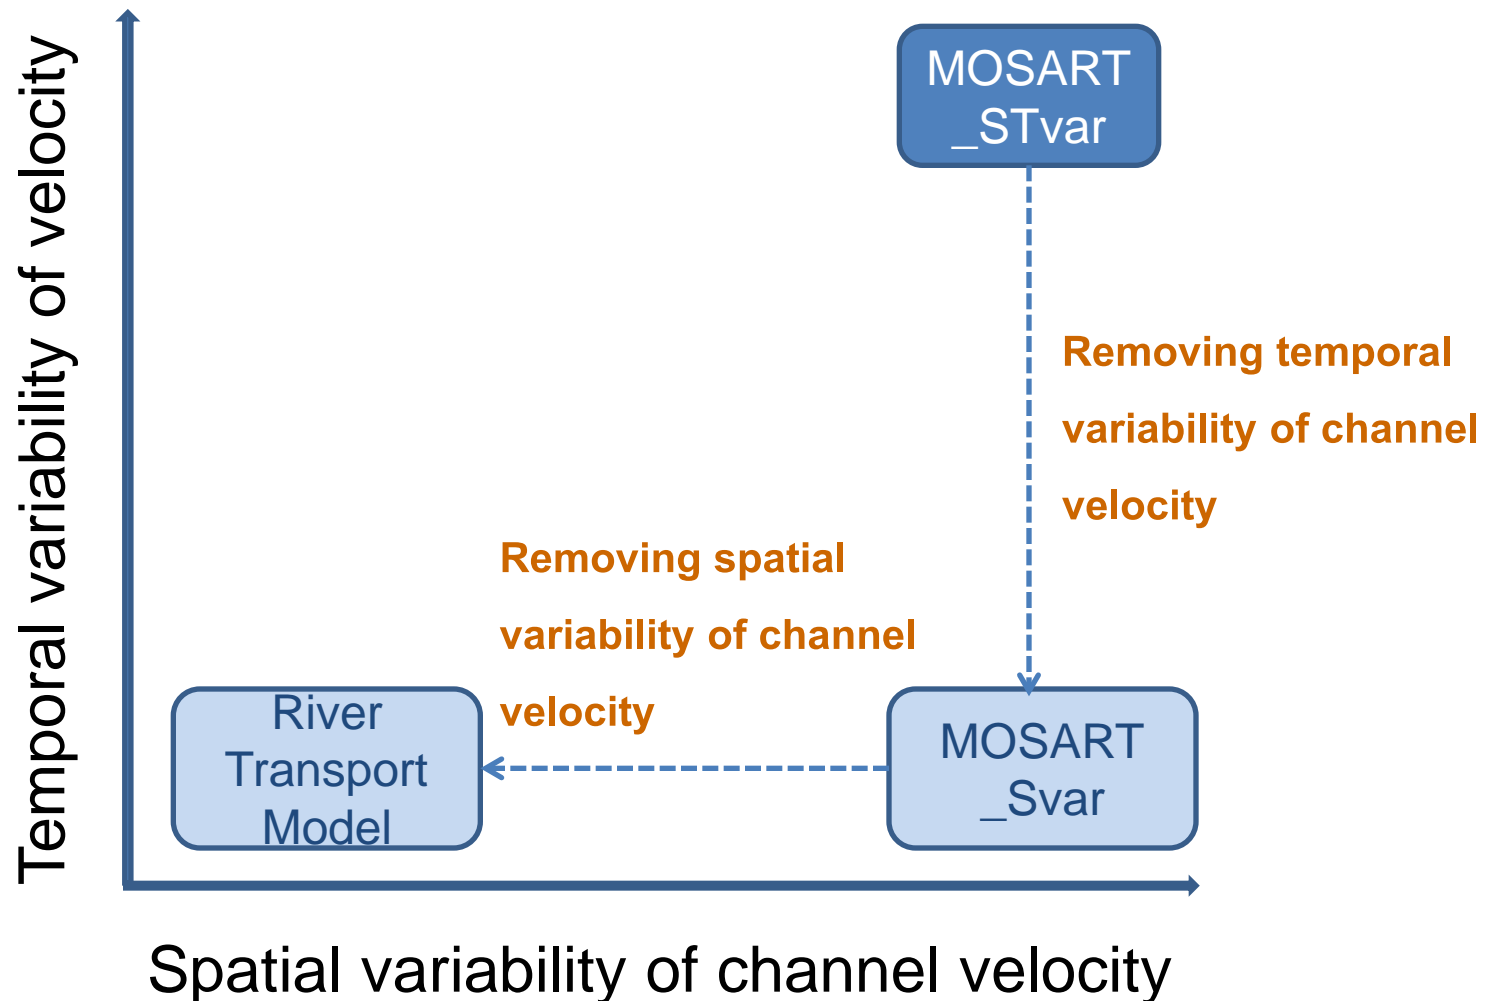 Temporal variability of velocity
MOSART
_STvar
Removing temporal
variability of channel
velocity
Removing spatial
variability of channel
velocity
River
Transport
Model
MOSART
_Svar
Spatial variability of channel velocity